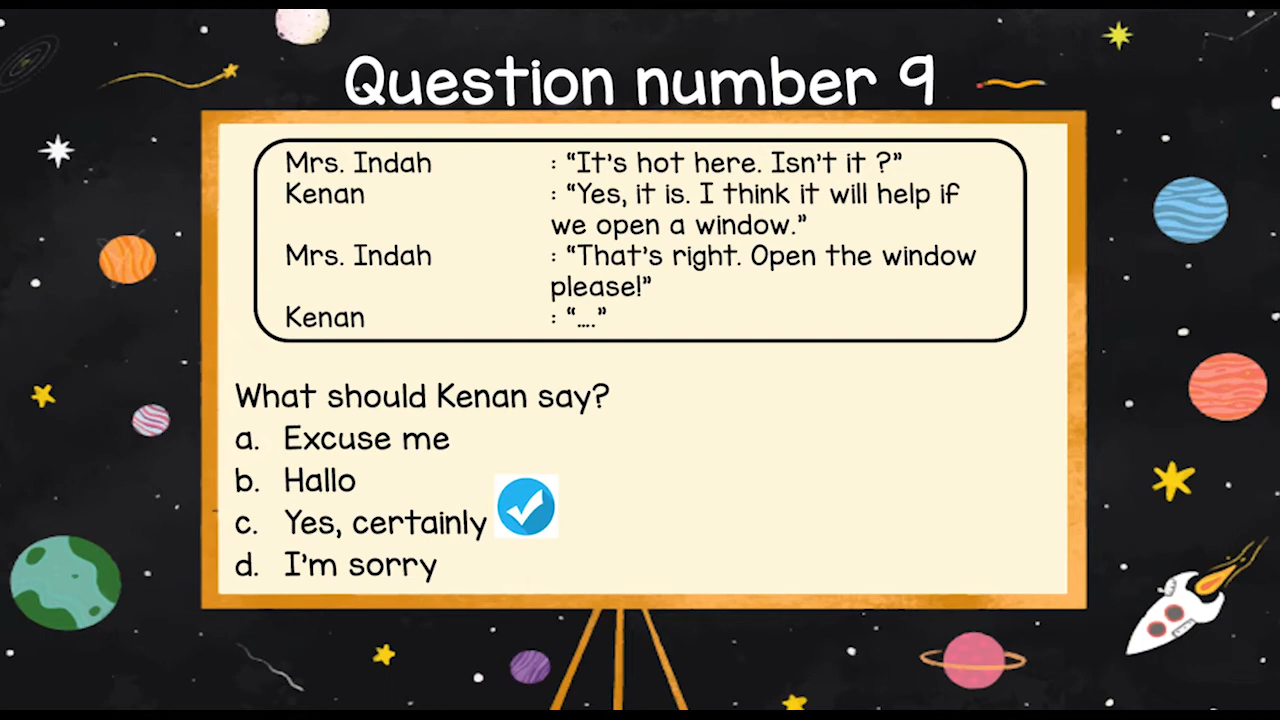 Question number 9
Mrs. Indah : “It’s hot here. Isn’t it ?”
Kenan : “Yes, it is. I think it will help if
we open a window.”
Mrs. Indah : “That’s right. Open the window
please!”
Kenan : “….”
What should Kenan say?
a. Excuse me
b. Hallo
c. Yes, certainly
d. I’m sorry